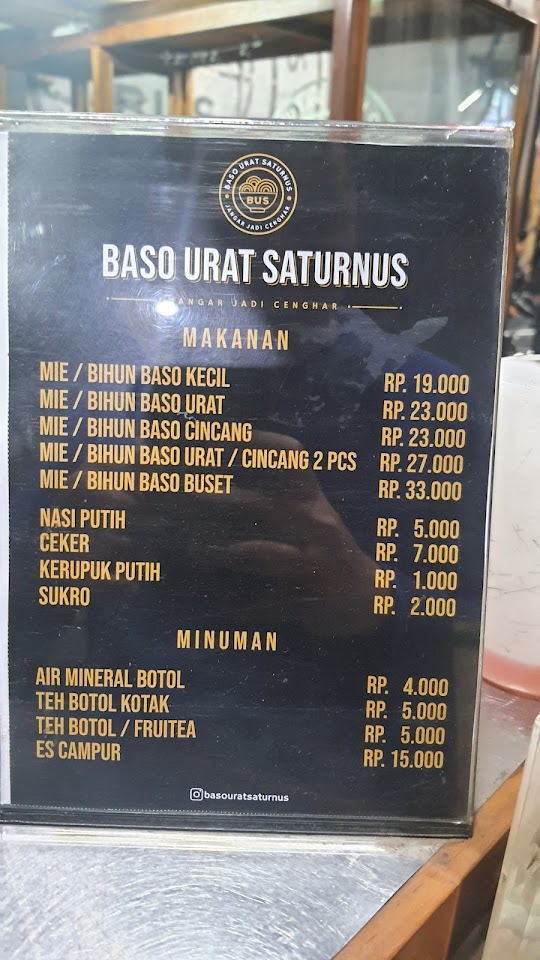 BASO URAT SATURNUS
BUS
JANGAR JADI CENGHAR
BASO URAT SATURNUS
JANGAR JADI CENGHAR
MAKANAN
MIE / BIHUN BASO KECIL RP. 19.000
MIE / BIHUN BASO URAT RP. 23.000
MIE / BIHUN BASO CINCANG RP. 23.000
MIE / BIHUN BASO URAT / CINCANG 2 PCS RP. 27.000
MIE / BIHUN BASO BUSET RP. 33.000
NASI PUTIH RP. 5.000
CEKER RP. 7.000
KERUPUK PUTIH RP. 1.000
SUKRO RP. 2.000
MINUMAN
AIR MINERAL BOTOL RP. 4.000
TEH BOTOL KOTAK RP. 5.000
TEH BOTOL / FRUITEA RP. 5.000
ES CAMPUR RP. 15.000
basouratsaturnus